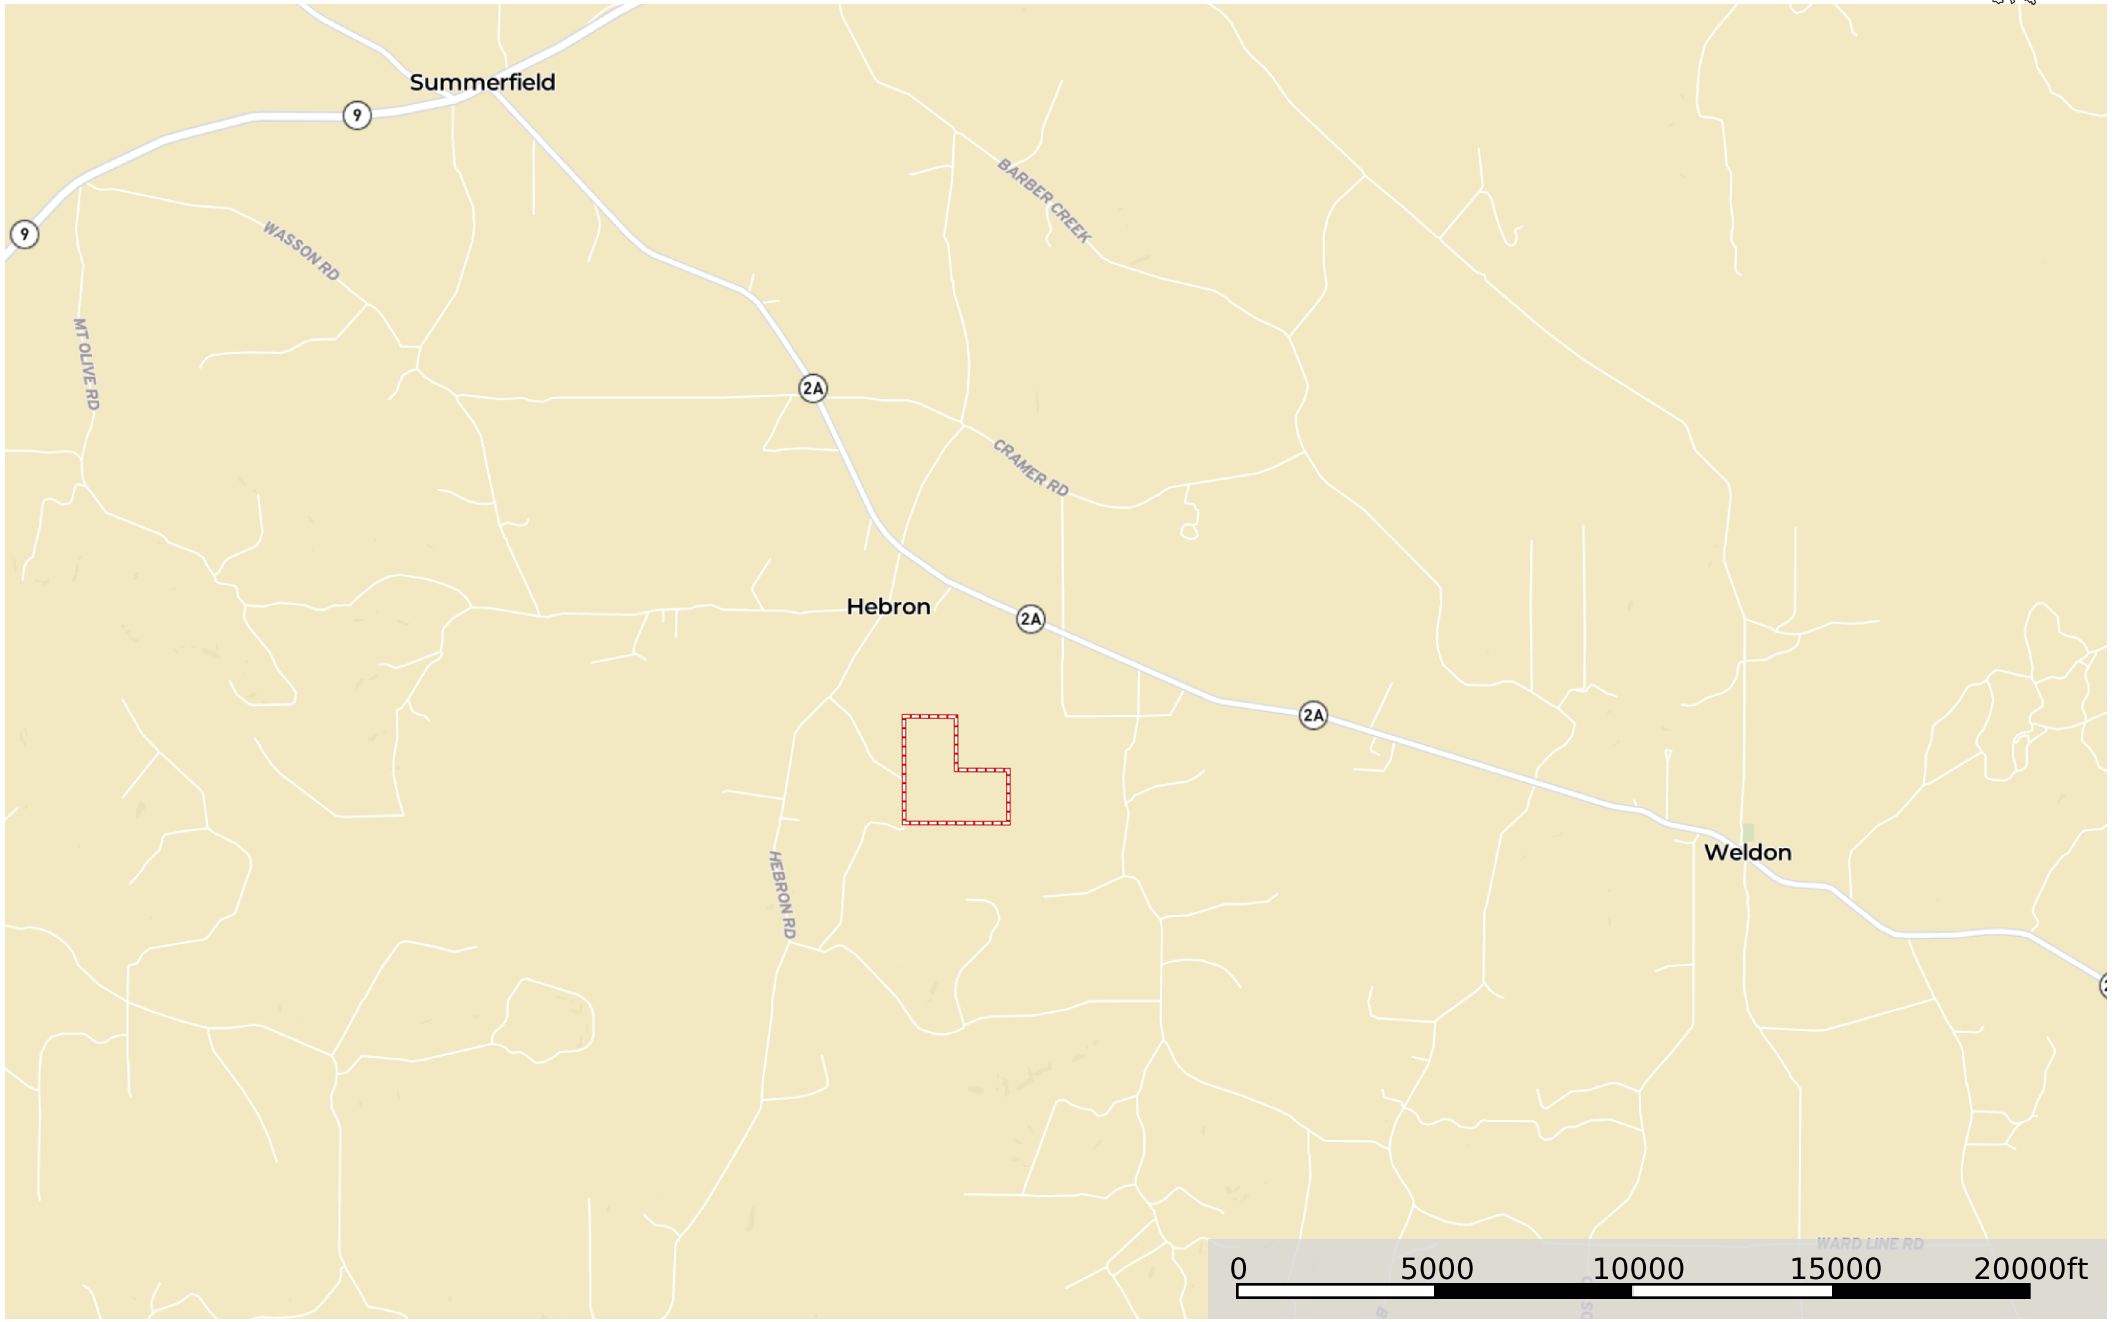 Summerfield
9
BARBER CREEK
9
WASSON RD
MT OLIVE RD
2A
CRAMER RD
Hebron
2A
2A
Weldon
HEBRON RD
WARD LINE RD
0 5000 10000 15000 20000ft